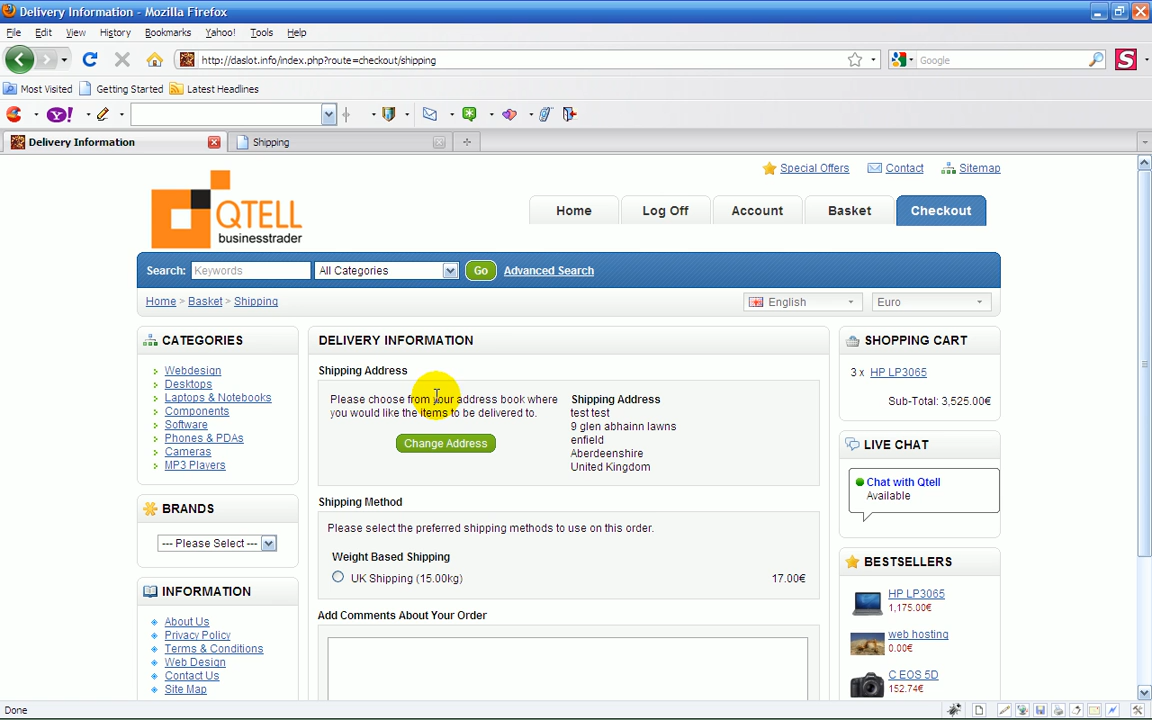 Delivery Information - Mozilla Firefox
File Edit View History Bookmarks Yahoo! Tools Help
http://daslot.info/index.php?route=checkout/shipping
Google
S
Most Visited Getting Started Latest Headlines
Y!
Delivery Information
Shipping
Special Offers Contact Sitemap
QTELL
businesstrader
Home Log Off Account Basket Checkout
Search: Keywords All Categories Go Advanced Search
Home > Basket > Shipping
English Euro
CATEGORIES
Webdesign
Desktops
Laptops & Notebooks
Components
Software
Phones & PDAs
Cameras
MP3 Players
BRANDS
--- Please Select ---
INFORMATION
About Us
Privacy Policy
Terms & Conditions
Web Design
Contact Us
Site Map
DELIVERY INFORMATION
Shipping Address
Please choose from your address book where
you would like the items to be delivered to.
Change Address
Shipping Address
test test
9 glen abhainn lawns
enfield
Aberdeenshire
United Kingdom
Shipping Method
Please select the preferred shipping methods to use on this order.
Weight Based Shipping
UK Shipping (15.00kg) 17.00€
Add Comments About Your Order
SHOPPING CART
3 x HP LP3065
Sub-Total: 3,525.00€
LIVE CHAT
Chat with Qtell
Available
BESTSELLERS
HP LP3065
1,175.00€
web hosting
0.00€
C EOS 5D
152.74€
Done